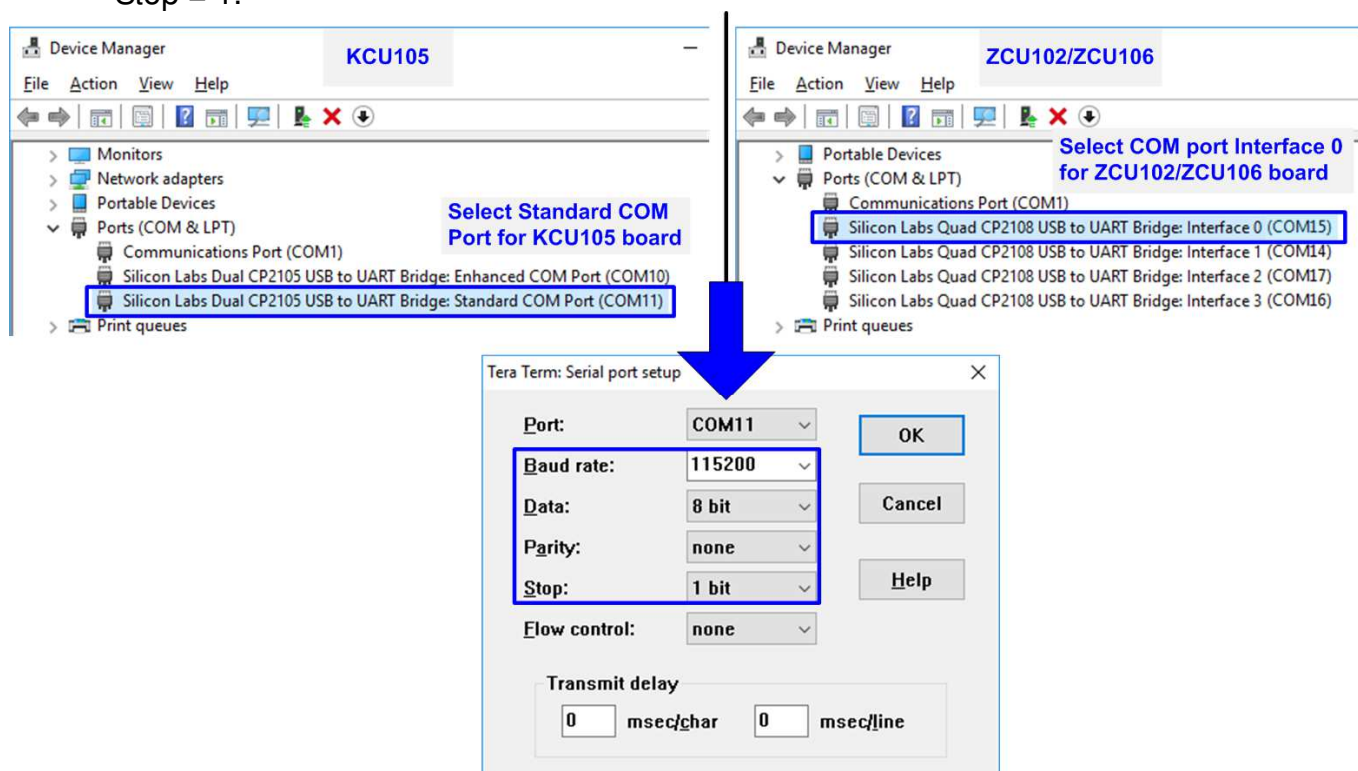 Stop = 1.
Device Manager
KCU105
File Action View Help
Monitors
Network adapters
Portable Devices
Ports (COM & LPT)
Communications Port (COM1)
Silicon Labs Dual CP2105 USB to UART Bridge: Enhanced COM Port (COM10)
Silicon Labs Dual CP2105 USB to UART Bridge: Standard COM Port (COM11)
Print queues
Select Standard COM
Port for KCU105 board
Device Manager
ZCU102/ZCU106
File Action View Help
Select COM port Interface 0
for ZCU102/ZCU106 board
Portable Devices
Ports (COM & LPT)
Communications Port (COM1)
Silicon Labs Quad CP2108 USB to UART Bridge: Interface 0 (COM15)
Silicon Labs Quad CP2108 USB to UART Bridge: Interface 1 (COM14)
Silicon Labs Quad CP2108 USB to UART Bridge: Interface 2 (COM17)
Silicon Labs Quad CP2108 USB to UART Bridge: Interface 3 (COM16)
Print queues
Tera Term: Serial port setup
Port: COM11 OK
Baud rate: 115200
Data: 8 bit Cancel
Parity: none
Stop: 1 bit Help
Flow control: none
Transmit delay
0 msec/char 0 msec/line